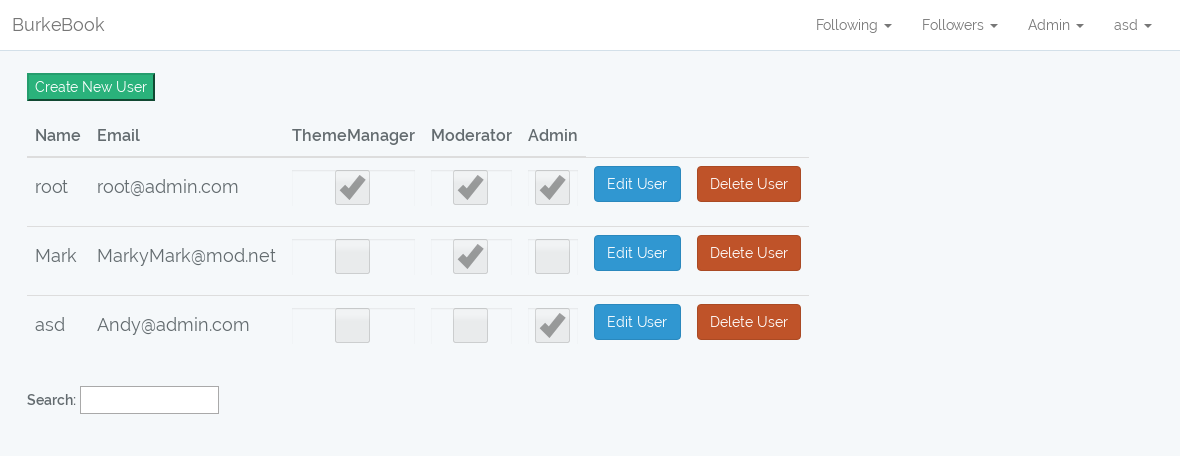 BurkeBook Following Followers Admin asd
Create New User
Name Email ThemeManager Moderator Admin
root root@admin.com Edit User Delete User
Mark MarkyMark@mod.net Edit User Delete User
asd Andy@admin.com Edit User Delete User
Search: